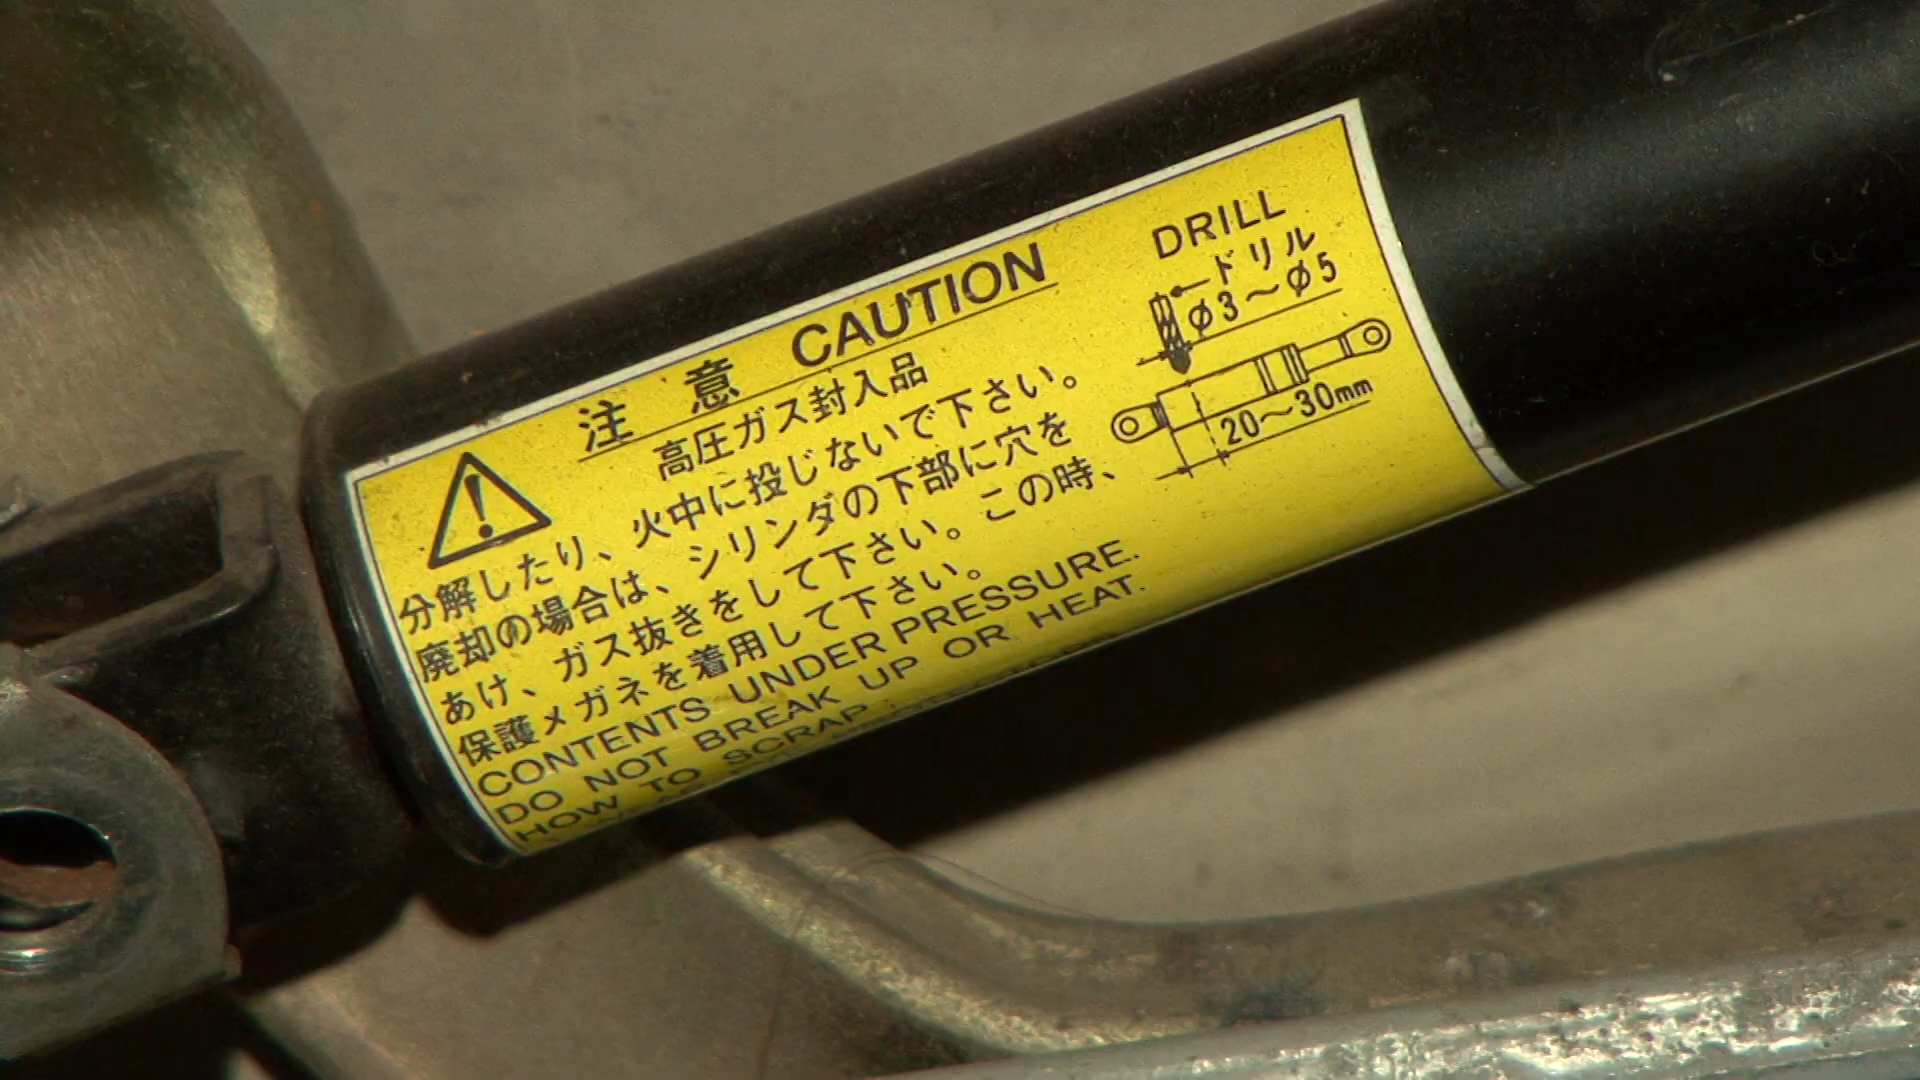 注 意 CAUTION
高圧ガス封入品
分解したり、火中に投じないで下さい。
廃却の場合は、シリンダの下部に穴を
あけ、ガス抜きをして下さい。この時、
保護メガネを着用して下さい。
CONTENTS UNDER PRESSURE.
DO NOT BREAK UP OR HEAT.
HOW TO SCRAP:
DRILL
ドリル
φ3～φ5
20～30mm